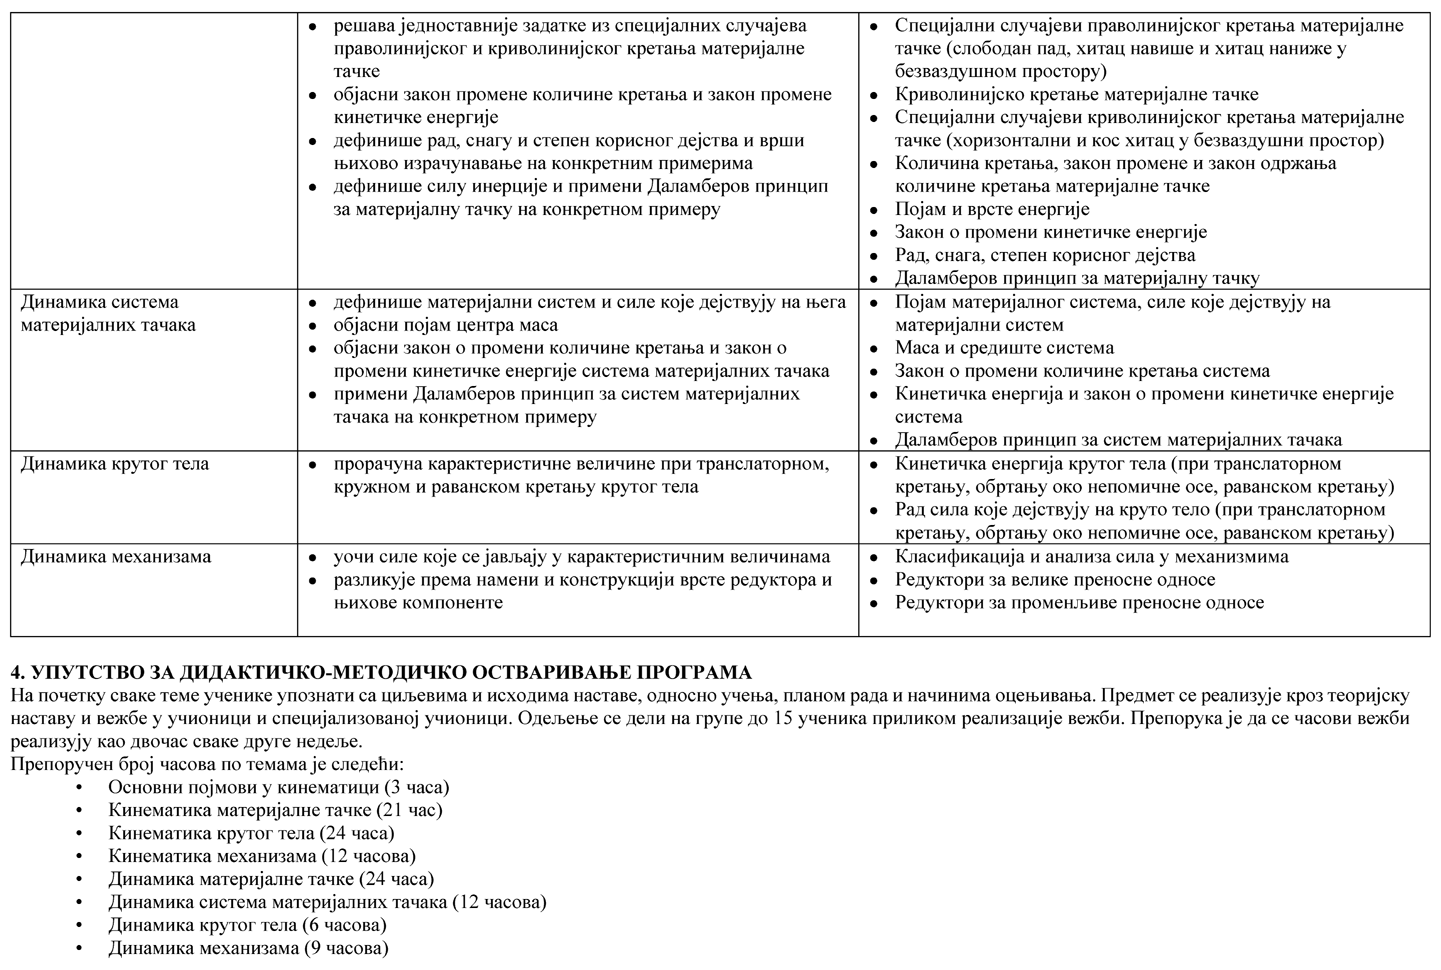 • решава једноставније задатке из специјалних случајева
праволинијског и криволинијског кретања материјалне
тачке
• објасни закон промене количине кретања и закон промене
кинетичке енергије
• дефинише рад, снагу и степен корисног дејства и врши
њихово израчунавање на конкретним примерима
• дефинише силу инерције и примени Даламберов принцип
за материјалну тачку на конкретном примеру
• Специјални случајеви праволинијског кретања материјалне
тачке (слободан пад, хитац навише и хитац наниже у
безваздушном простору)
• Криволинијско кретање материјалне тачке
• Специјални случајеви криволинијског кретања материјалне
тачке (хоризонтални и кос хитац у безваздушни простор)
• Количина кретања, закон промене и закон одржања
количине кретања материјалне тачке
• Појам и врсте енергије
• Закон о промени кинетичке енергије
• Рад, снага, степен корисног дејства
• Даламберов принцип за материјалну тачку
Динамика система
материјалних тачака
• дефинише материјални систем и силе које дејствују на њега
• објасни појам центра маса
• објасни закон о промени количине кретања и закон о
промени кинетичке енергије система материјалних тачака
• примени Даламберов принцип за систем материјалних
тачака на конкретном примеру
• Појам материјалног система, силе које дејствују на
материјални систем
• Маса и средиште система
• Закон о промени количине кретања система
• Кинетичка енергија и закон о промени кинетичке енергије
система
• Даламберов принцип за систем материјалних тачака
Динамика крутог тела
• прорачуна карактеристичне величине при транслаторном,
кружном и раванском кретању крутог тела
• Кинетичка енергија крутог тела (при транслаторном
кретању, обртању око непомичне осе, раванском кретању)
• Рад сила које дејствују на круто тело (при транслаторном
кретању, обртању око непомичне осе, раванском кретању)
Динамика механизама
• уочи силе које се јављају у карактеристичним величинама
• разликује према намени и конструкцији врсте редуктора и
њихове компоненте
• Класификација и анализа сила у механизмима
• Редуктори за велике преносне односе
• Редуктори за променљиве преносне односе
4. УПУТСТВО ЗА ДИДАКТИЧКО-МЕТОДИЧКО ОСТВАРИВАЊЕ ПРОГРАМА
На почетку сваке теме ученике упознати са циљевима и исходима наставе, односно учења, планом рада и начинима оцењивања. Предмет се реализује кроз теоријску
наставу и вежбе у учионици и специјализованој учионици. Одељење се дели на групе до 15 ученика приликом реализације вежби. Препорука је да се часови вежби
реализују као двочас сваке друге недеље.
Препоручен број часова по темама је следећи:
• Основни појмови у кинематици (3 часа)
• Кинематика материјалне тачке (21 час)
• Кинематика крутог тела (24 часа)
• Кинематика механизама (12 часова)
• Динамика материјалне тачке (24 часа)
• Динамика система материјалних тачака (12 часова)
• Динамика крутог тела (6 часова)
• Динамика механизама (9 часова)